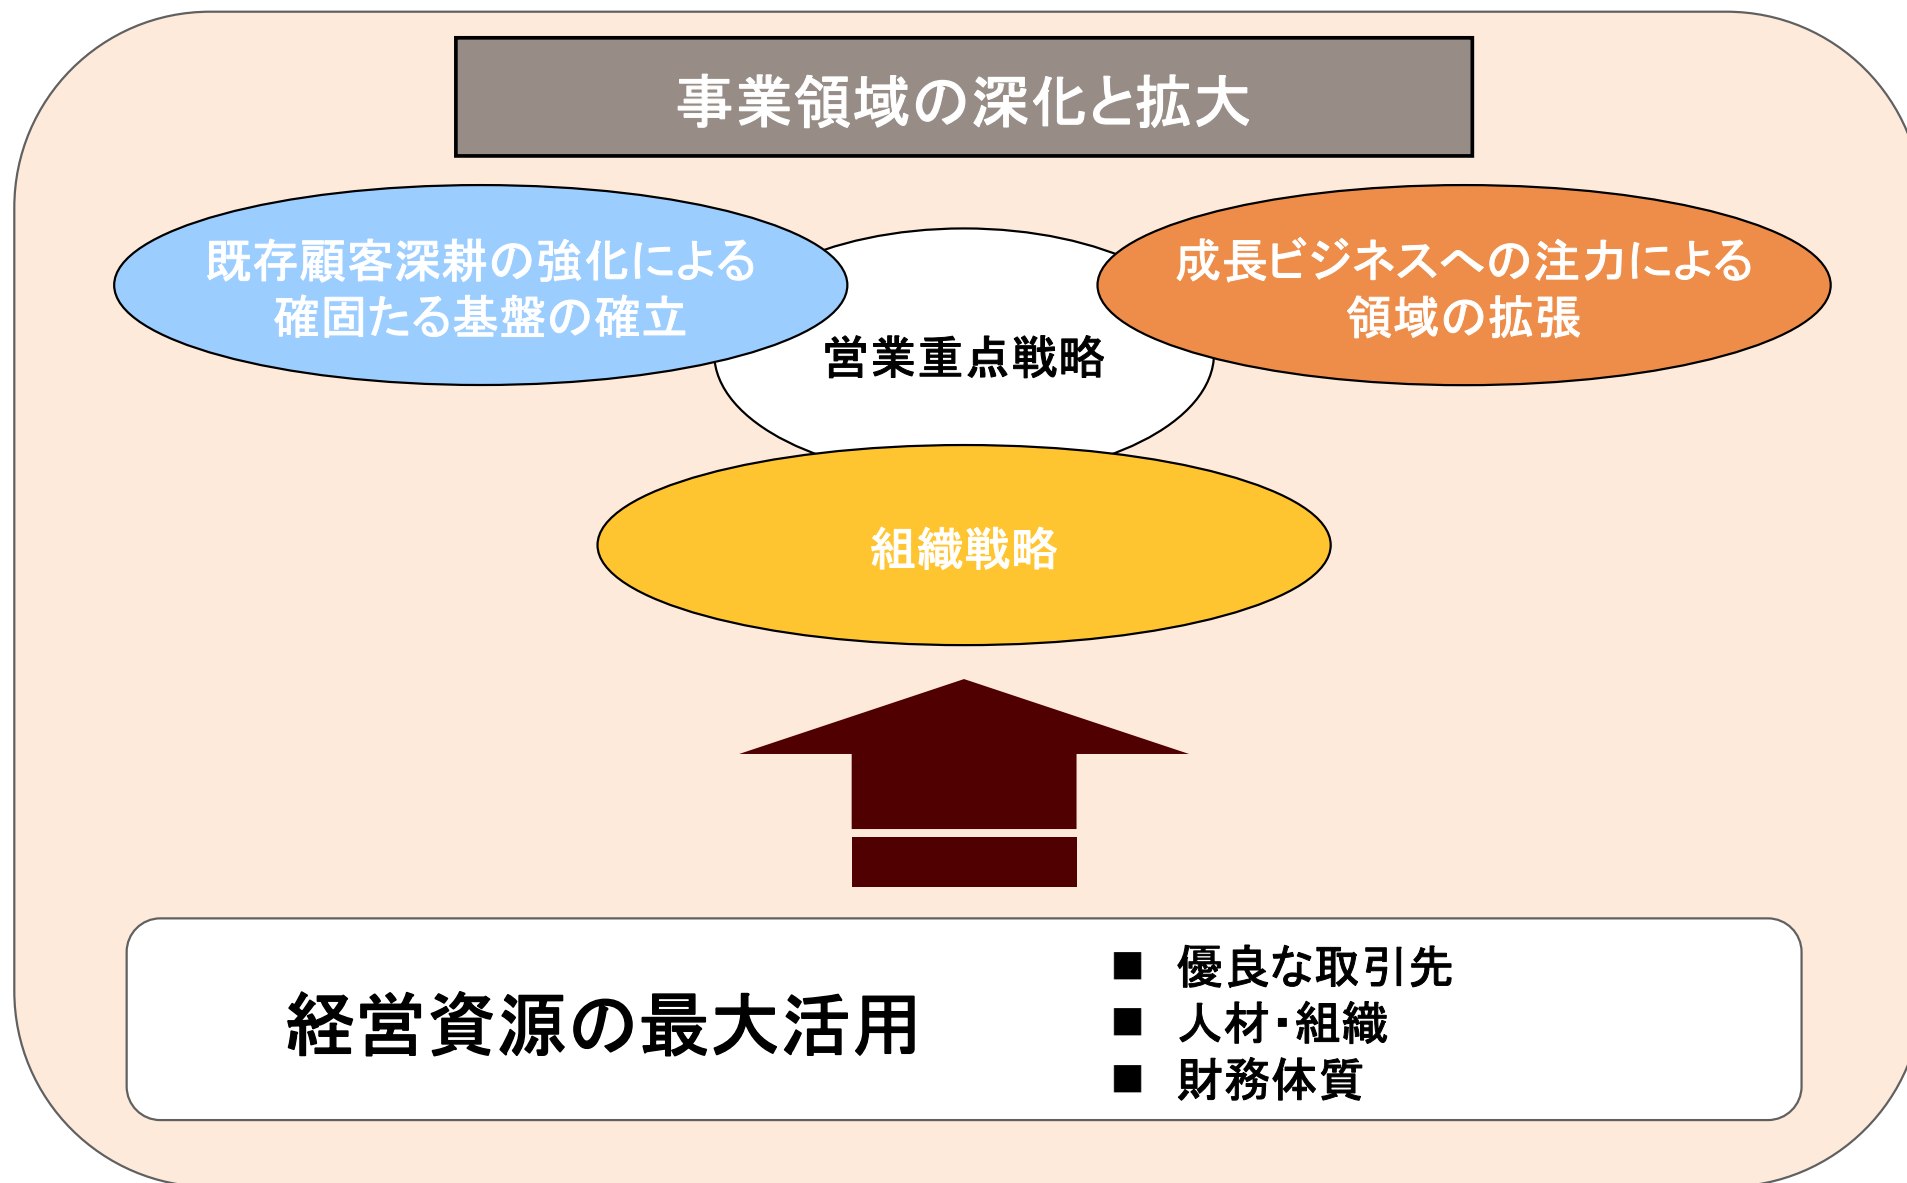 事業領域の深化と拡大
既存顧客深耕の強化による
確固たる基盤の確立
成長ビジネスへの注力による
領域の拡張
営業重点戦略
組織戦略
経営資源の最大活用
■ 優良な取引先
■ 人材・組織
■ 財務体質